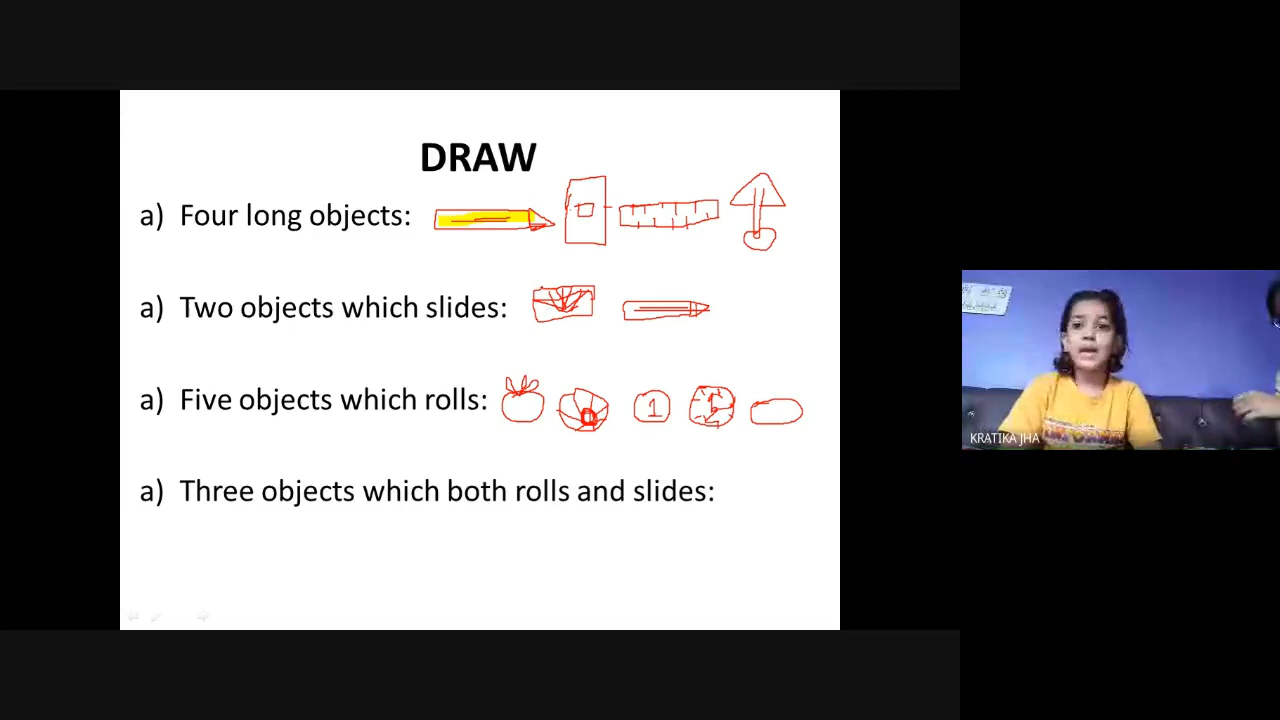 DRAW
a) Four long objects:
a) Two objects which slides:
a) Five objects which rolls:
1
a) Three objects which both rolls and slides:
KRATIKA JHA